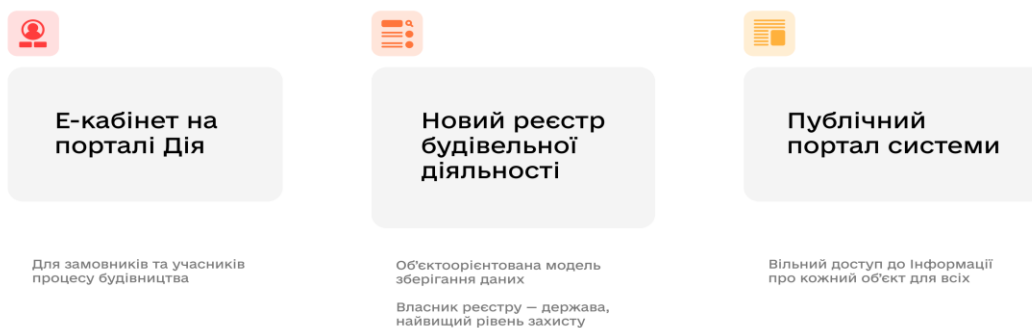 Е-кабінет на
порталі Дія
Для замовників та учасників
процесу будівництва
Новий реєстр
будівельної
діяльності
Об'єктоорієнтована модель
зберігання даних
Власник реєстру — держава,
найвищий рівень захисту
Публічний
портал системи
Вільний доступ до Інформації
про кожний об'єкт для всіх